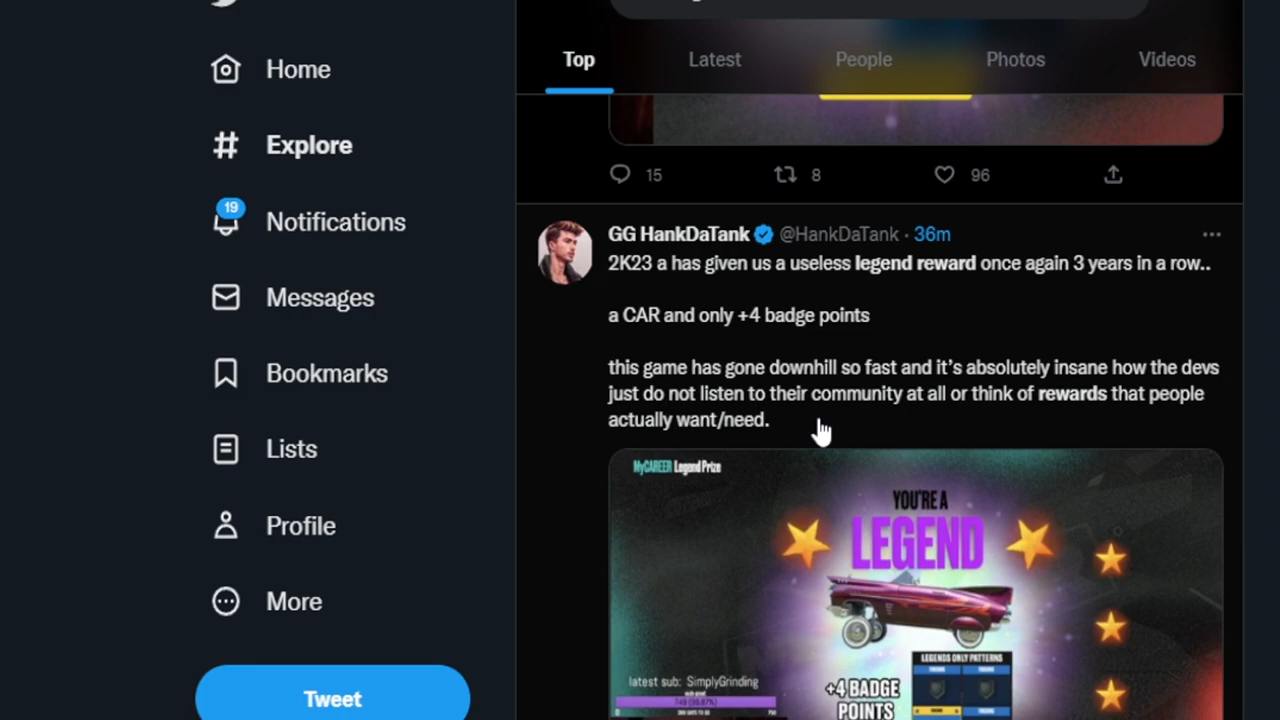 Home
Explore
19
Notifications
Messages
Bookmarks
Lists
Profile
More
Tweet
Top Latest People Photos Videos
15 8 96
GG HankDaTank @HankDaTank · 36m
2K23 a has given us a useless legend reward once again 3 years in a row..
a CAR and only +4 badge points
this game has gone downhill so fast and it's absolutely insane how the devs
just do not listen to their community at all or think of rewards that people
actually want/need.
MyCAREER Legend Prize
YOU'RE A
LEGEND
LEGENDS ONLY PATTERNS
latest sub: SimplyGrinding
+4 BADGE
POINTS